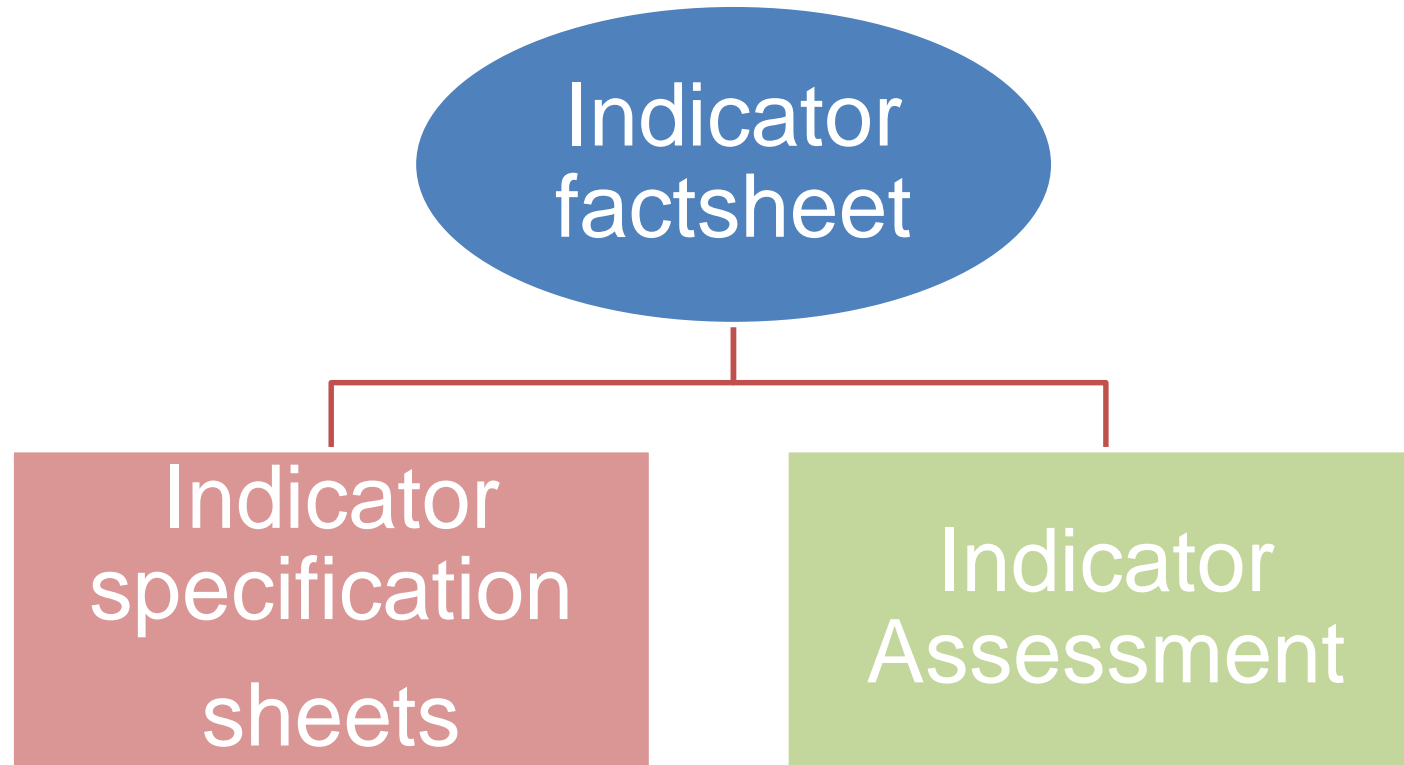 Indicator
factsheet
Indicator
specification
sheets
Indicator
Assessment